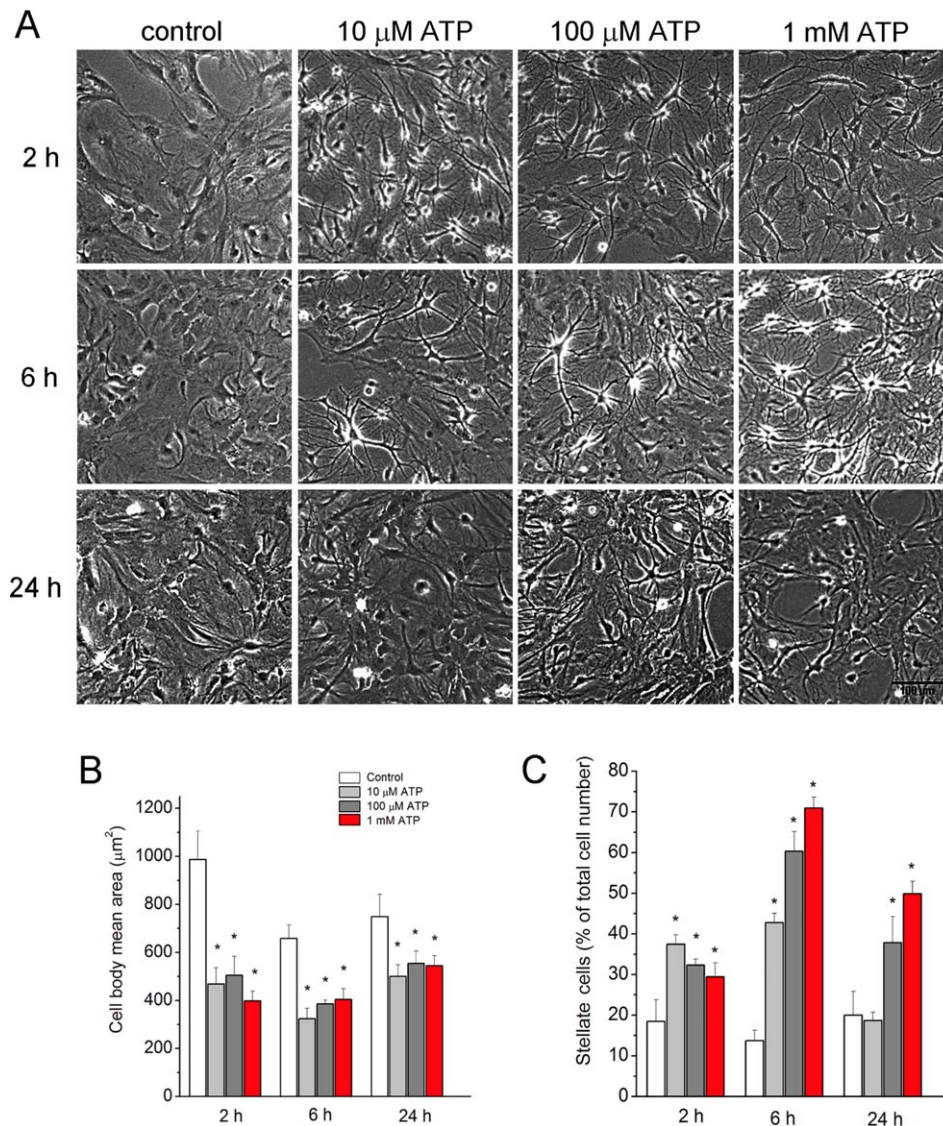 A
control
10 μM ATP
100 μM ATP
1 mM ATP
2 h
6 h
24 h
100 μm
B
Control
10 μM ATP
100 μM ATP
1 mM ATP
Cell body mean area (μm²)
1200
1000
800
600
400
200
0
* * *
* * *
* * *
2 h
6 h
24 h
C
Stellate cells (% of total cell number)
80
70
60
50
40
30
20
10
0
* * *
* * *
* *
2 h
6 h
24 h